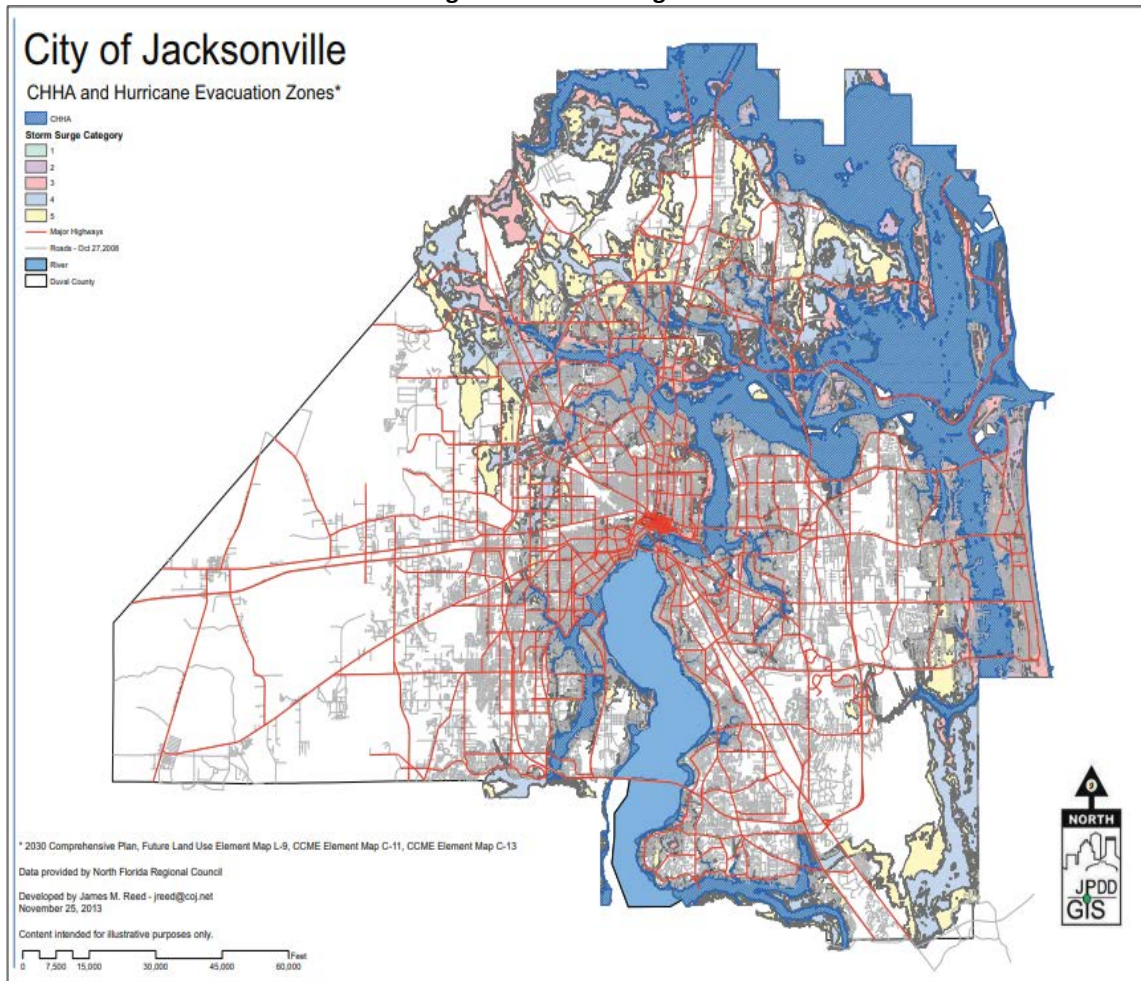 City of Jacksonville
CHHA and Hurricane Evacuation Zones*
CHHA
Storm Surge Category
1
2
3
4
5
Major Highways
Roads - Oct 27,2008
River
Duval County
* 2030 Comprehensive Plan, Future Land Use Element Map L-9, CCME Element Map C-11, CCME Element Map C-13
Data provided by North Florida Regional Council
Developed by James M. Reed - jreed@coj.net
November 25, 2013
Content intended for illustrative purposes only.
Feet
0 7,500 15,000 30,000 45,000 60,000
NORTH
JPDD
GIS